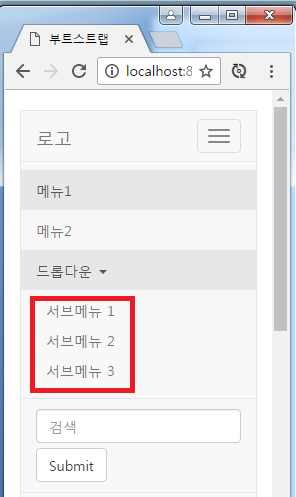 부트스트랩
localhost:8
로고
메뉴1
메뉴2
드롭다운
서브메뉴 1
서브메뉴 2
서브메뉴 3
검색
Submit